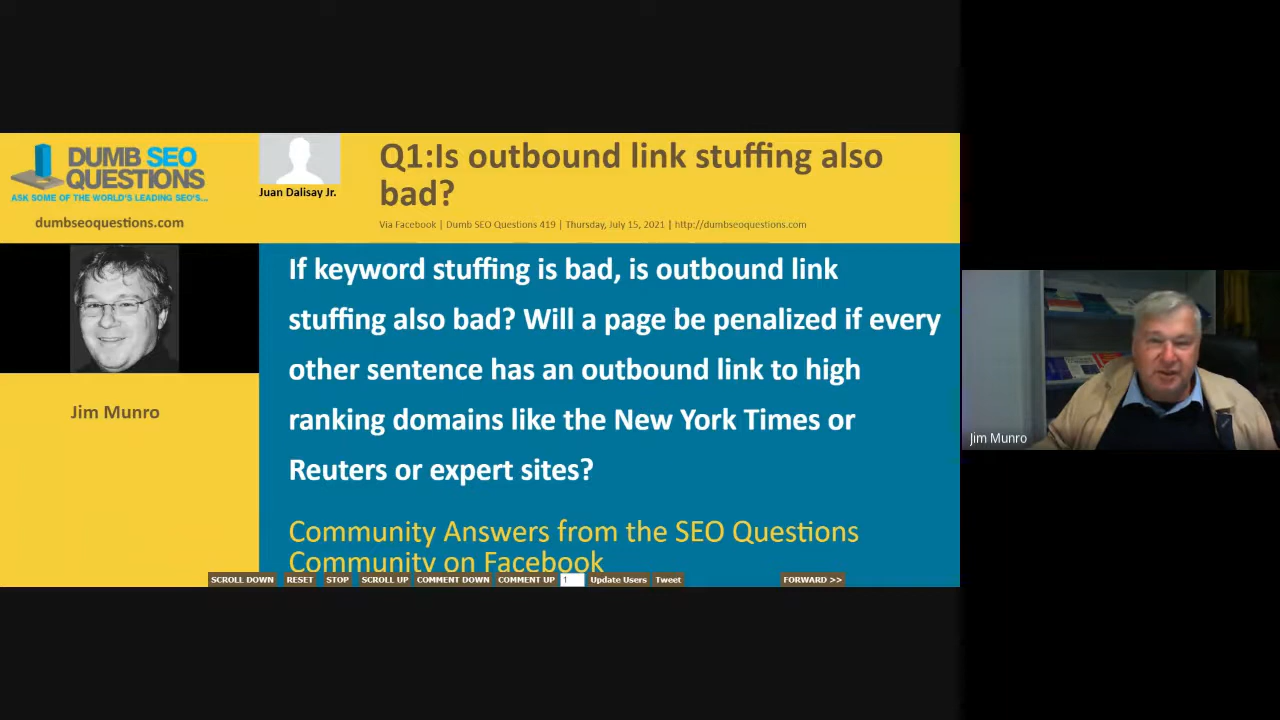 DUMB SEO
QUESTIONS
ASK SOME OF THE WORLD'S LEADING SEO'S...
dumbseoquestions.com
Juan Dalisay Jr.
Q1:Is outbound link stuffing also
bad?
Via Facebook | Dumb SEO Questions 419 | Thursday, July 15, 2021 | http://dumbseoquestions.com
Jim Munro
If keyword stuffing is bad, is outbound link
stuffing also bad? Will a page be penalized if every
other sentence has an outbound link to high
ranking domains like the New York Times or
Reuters or expert sites?
Community Answers from the SEO Questions
Community on Facebook
SCROLL DOWN RESET STOP SCROLL UP COMMENT DOWN COMMENT UP 1 Update Users Tweet FORWARD >>
Jim Munro